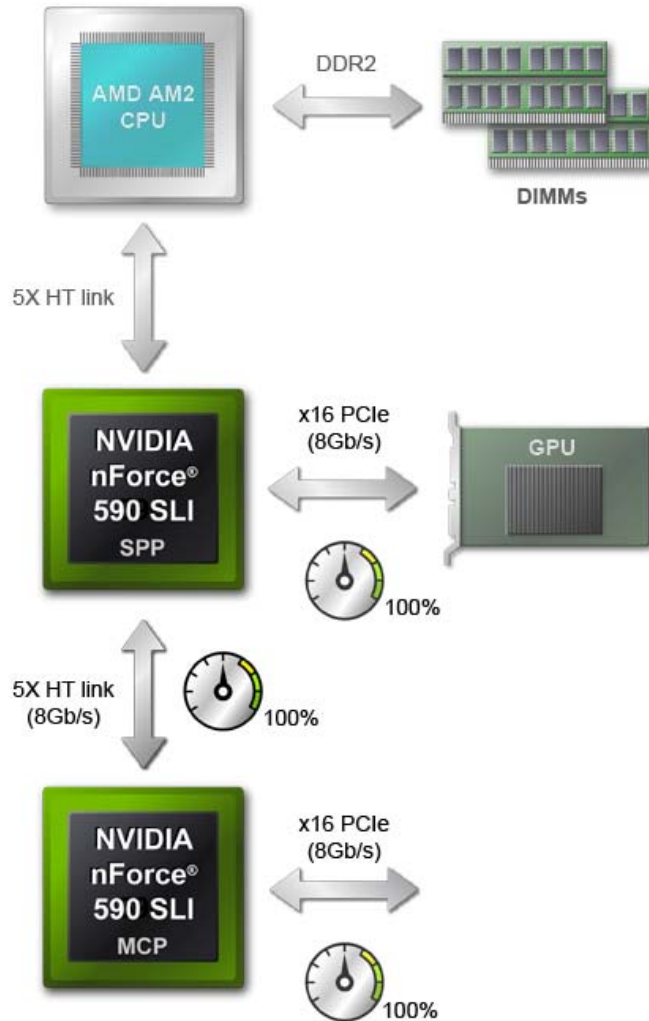 AMD AM2
CPU
DDR2
DIMMs
5X HT link
NVIDIA
nForce®
590 SLI
SPP
x16 PCIe
(8Gb/s)
GPU
100%
5X HT link
(8Gb/s)
100%
NVIDIA
nForce®
590 SLI
MCP
x16 PCIe
(8Gb/s)
100%